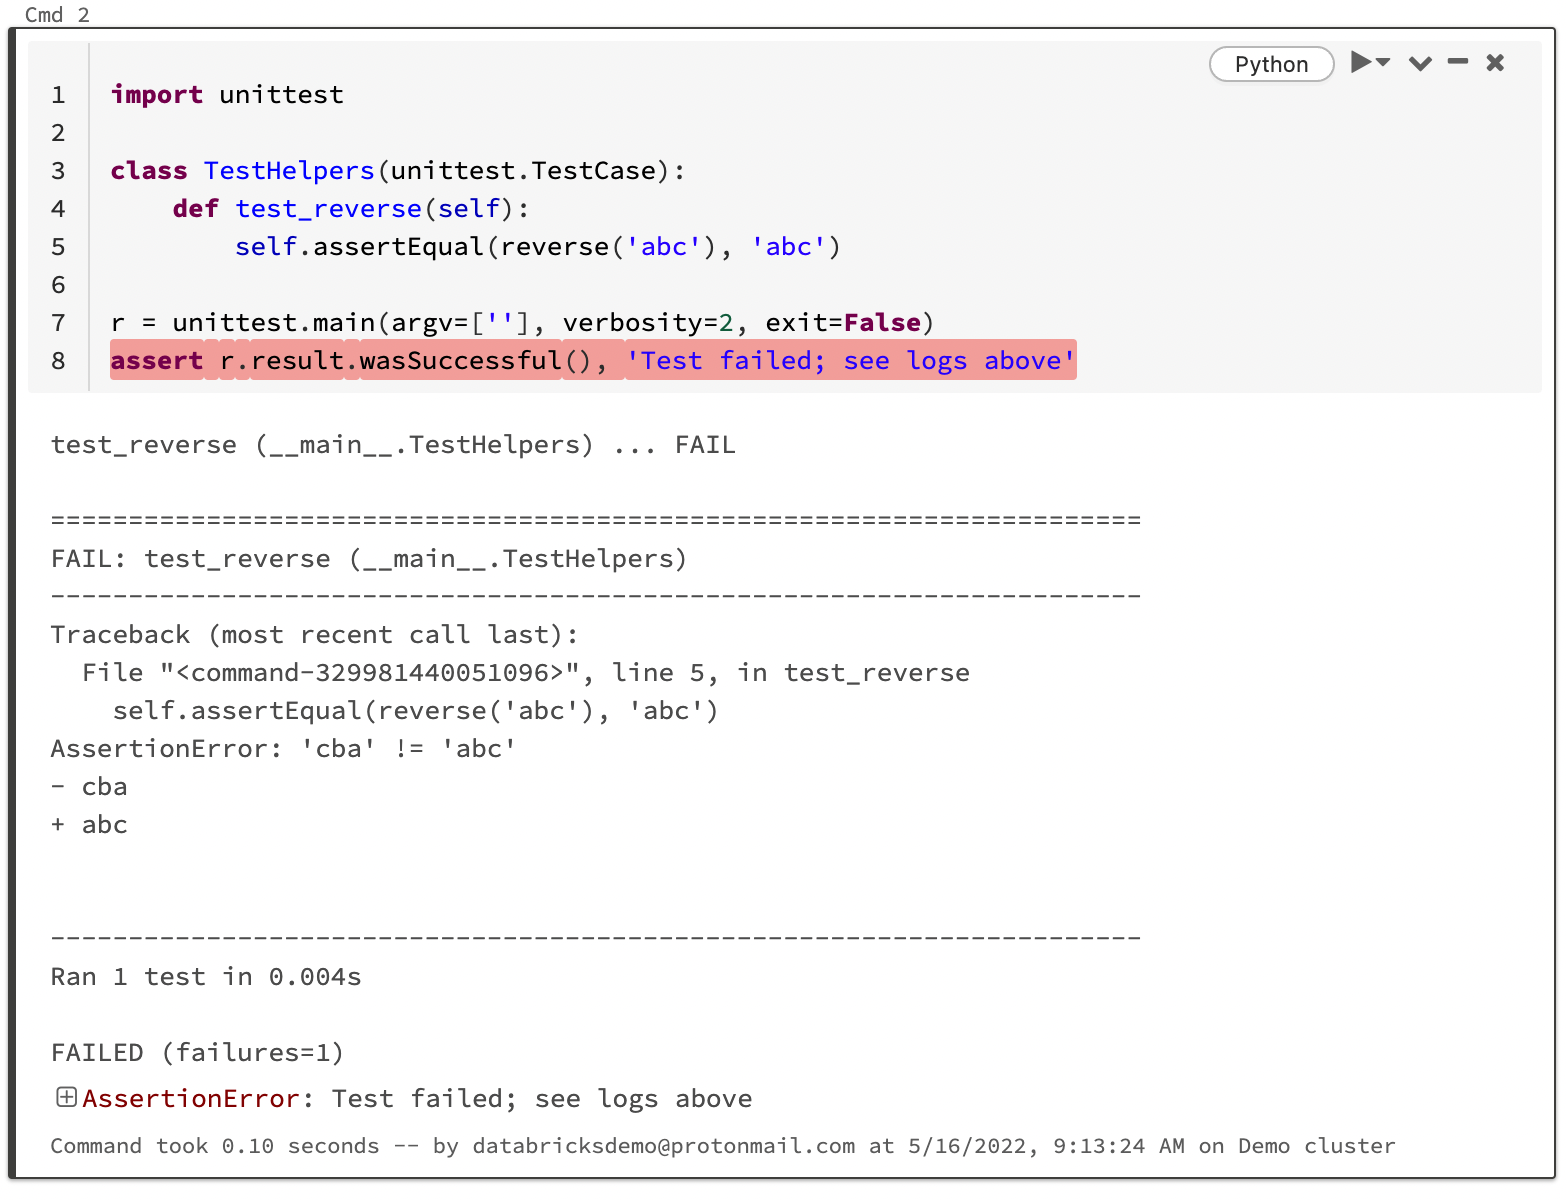 Cmd 2
Python
1 import unittest
2
3 class TestHelpers(unittest.TestCase):
4     def test_reverse(self):
5         self.assertEqual(reverse('abc'), 'abc')
6
7 r = unittest.main(argv=[''], verbosity=2, exit=False)
8 assert r.result.wasSuccessful(), 'Test failed; see logs above'
test_reverse (__main__.TestHelpers) ... FAIL
======================================================================
FAIL: test_reverse (__main__.TestHelpers)
----------------------------------------------------------------------
Traceback (most recent call last):
  File "<command-329981440051096>", line 5, in test_reverse
    self.assertEqual(reverse('abc'), 'abc')
AssertionError: 'cba' != 'abc'
- cba
+ abc
----------------------------------------------------------------------
Ran 1 test in 0.004s
FAILED (failures=1)
AssertionError: Test failed; see logs above
Command took 0.10 seconds -- by databricksdemo@protonmail.com at 5/16/2022, 9:13:24 AM on Demo cluster